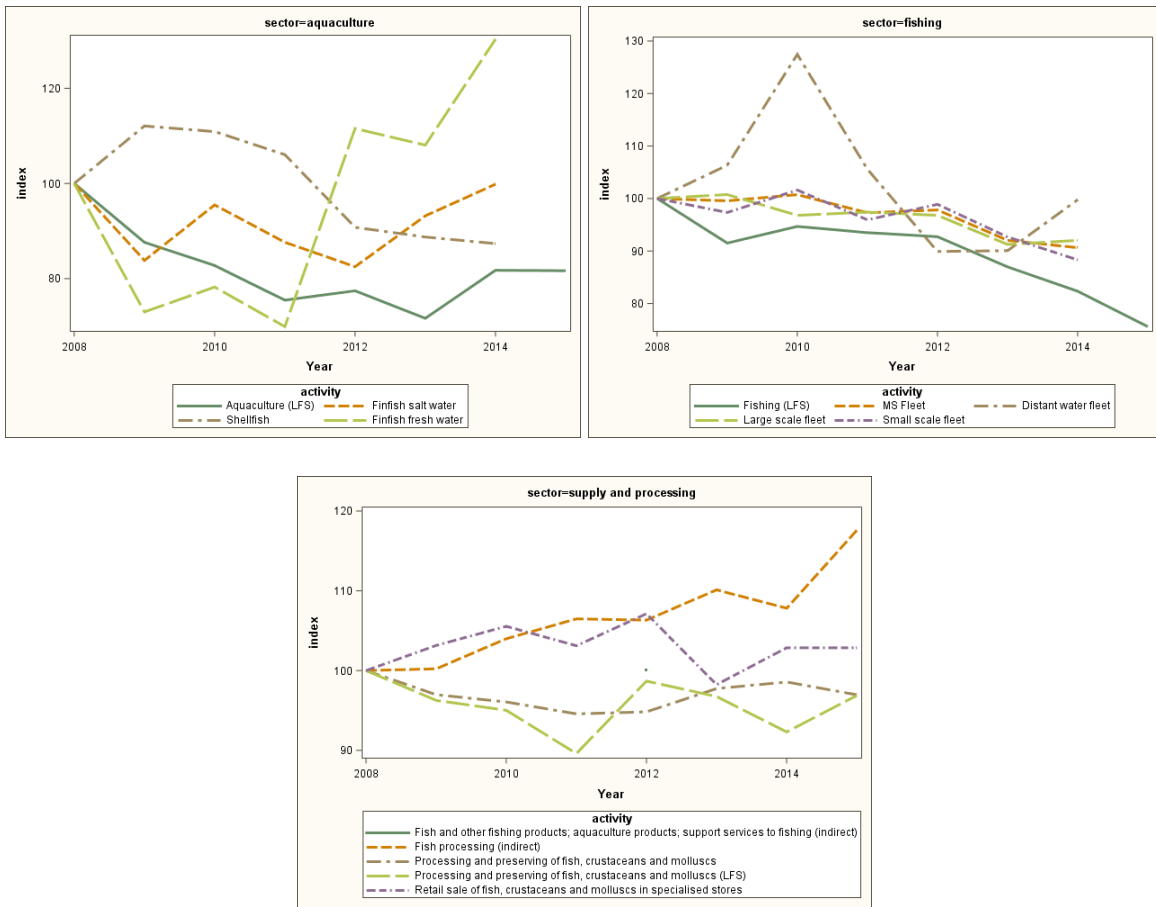 sector=aquaculture
120
100
80
index
2008 2010 2012 2014
Year
activity
Aquaculture (LFS) Finfish salt water
Shellfish Finfish fresh water
sector=fishing
130
120
110
100
90
80
index
2008 2010 2012 2014
Year
activity
Fishing (LFS) MS Fleet Distant water fleet
Large scale fleet Small scale fleet
sector=supply and processing
120
110
100
90
index
2008 2010 2012 2014
Year
activity
Fish and other fishing products; aquaculture products; support services to fishing (indirect)
Fish processing (indirect)
Processing and preserving of fish, crustaceans and molluscs
Processing and preserving of fish, crustaceans and molluscs (LFS)
Retail sale of fish, crustaceans and molluscs in specialised stores